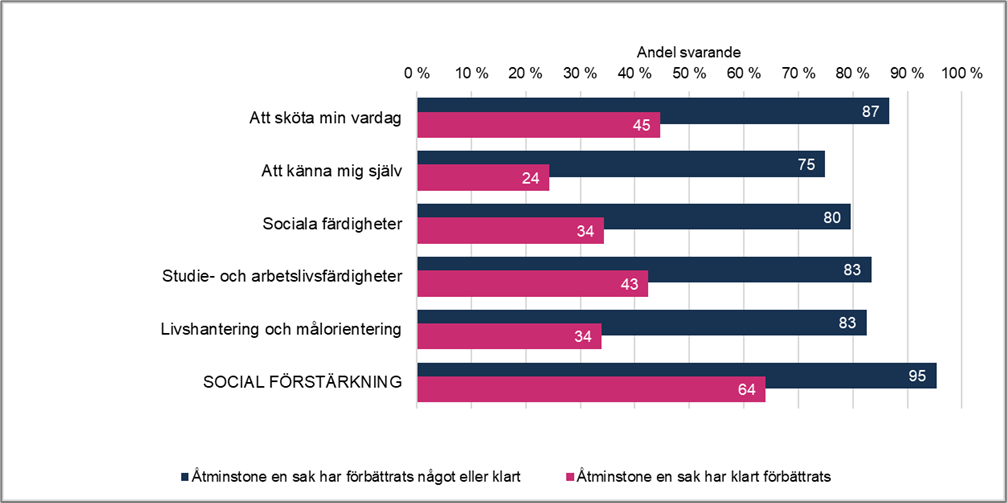 Andel svarande
0 % 10 % 20 % 30 % 40 % 50 % 60 % 70 % 80 % 90 % 100 %
Att sköta min vardag 87
45
Att känna mig själv 75
24
Sociala färdigheter 80
34
Studie- och arbetslivsfärdigheter 83
43
Livshantering och målorientering 83
34
SOCIAL FÖRSTÄRKNING 95
64
Åtminstone en sak har förbättrats något eller klart Åtminstone en sak har klart förbättrats